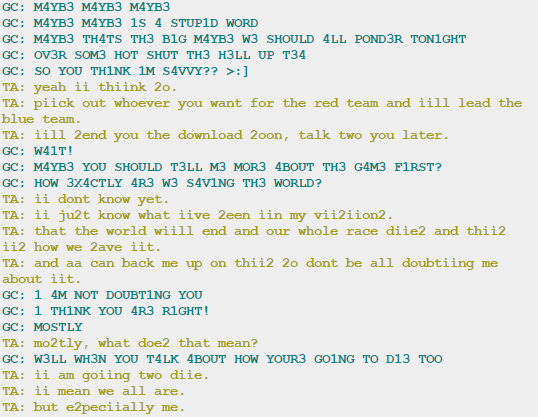 GC: M4YB3 M4YB3 M4YB3
GC: M4YB3 M4YB3 1S 4 STUP1D WORD
GC: M4YB3 TH4TS TH3 B1G M4YB3 W3 SHOULD 4LL POND3R TON1GHT
GC: OV3R SOM3 HOT SHUT TH3 H3LL UP T34
GC: SO YOU TH1NK 1M S4VVY?? >:]
TA: yeah ii thiink 2o.
TA: piick out whoever you want for the red team and iill lead the
blue team.
TA: iill 2end you the download 2oon, talk two you later.
GC: W41T!
GC: M4YB3 YOU SHOULD T3LL M3 MOR3 4BOUT TH3 G4M3 F1RST?
GC: HOW 3X4CTLY 4R3 W3 S4V1NG TH3 WORLD?
TA: ii dont know yet.
TA: ii ju2t know what iive 2een iin my vii2iion2.
TA: that the world wiill end and our whole race diie2 and thii2
ii2 how we 2ave iit.
TA: and aa can back me up on thii2 2o dont be all doubtiing me
about iit.
GC: 1 4M NOT DOUBT1NG YOU
GC: 1 TH1NK YOU 4R3 R1GHT!
GC: MOSTLY
TA: mo2tly, what doe2 that mean?
GC: W3LL WH3N YOU T4LK 4BOUT HOW YOUR3 GO1NG TO D13 TOO
TA: ii am goiing two diie.
TA: ii mean we all are.
TA: but e2peciially me.